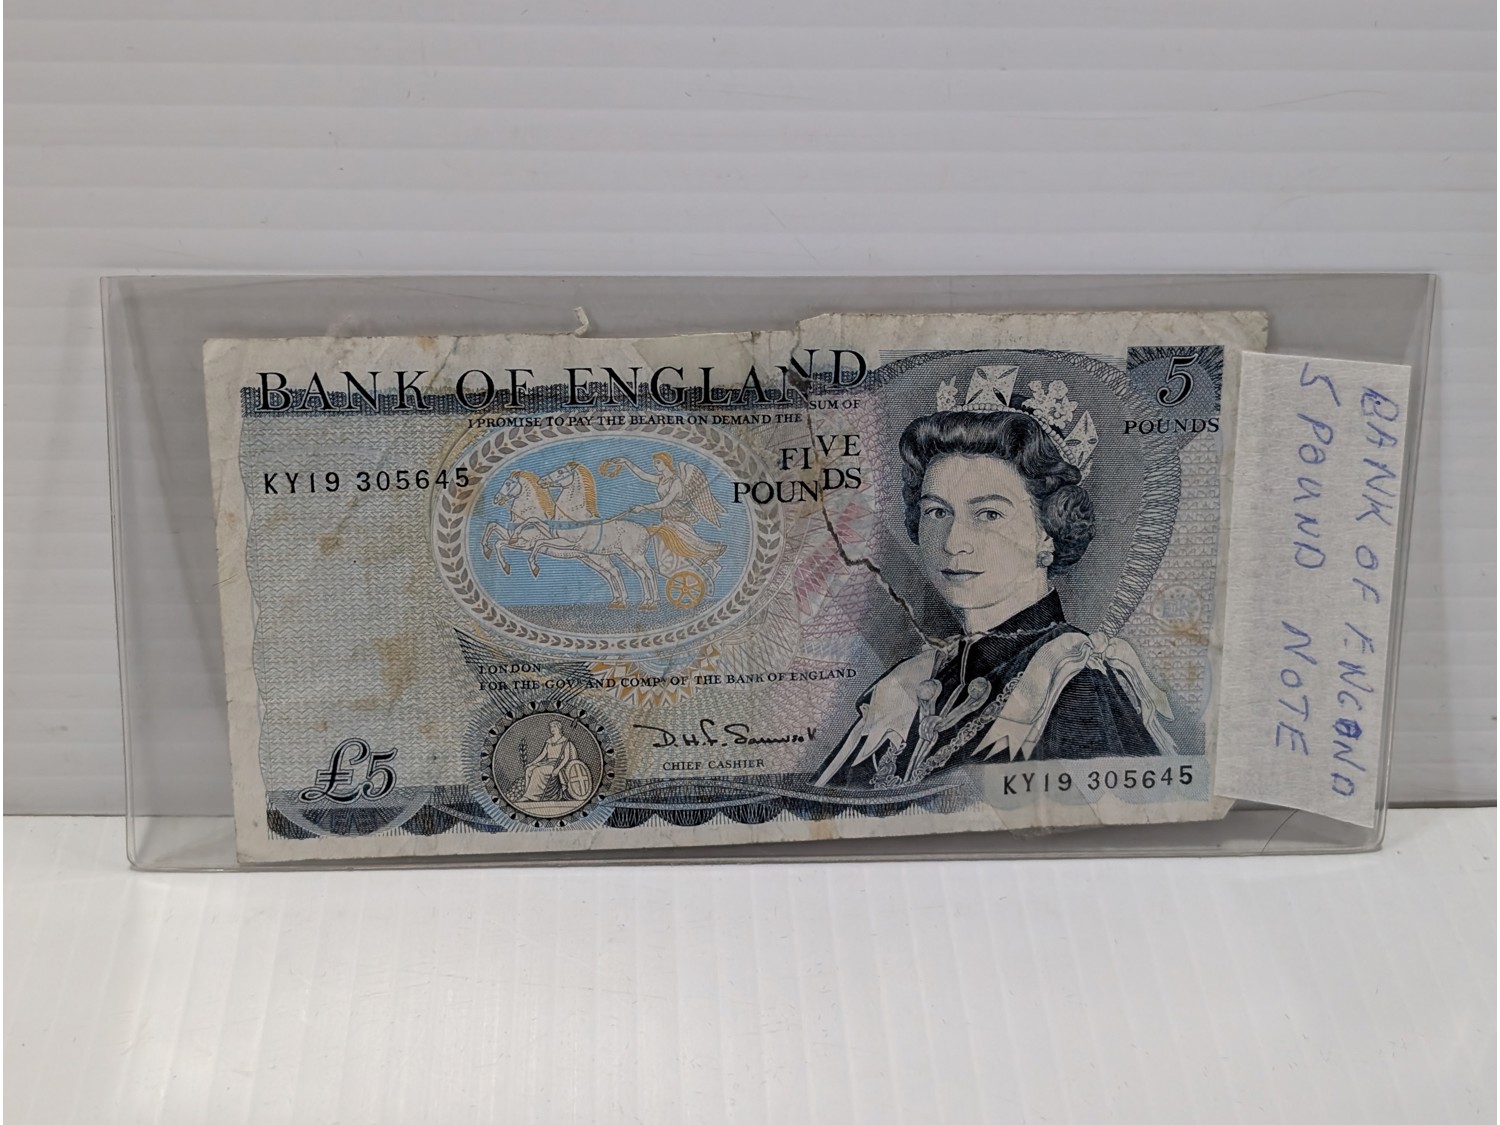 BANK OF ENGLAND
I PROMISE TO PAY THE BEARER ON DEMAND THE SUM OF
FIVE
POUNDS
5
POUNDS
KY19 305645
LONDON
FOR THE GOVR AND COMPA OF THE BANK OF ENGLAND
D.H.F. Somerset
CHIEF CASHIER
£5
KY19 305645
BANK OF ENGOND
5 POUND NOTE